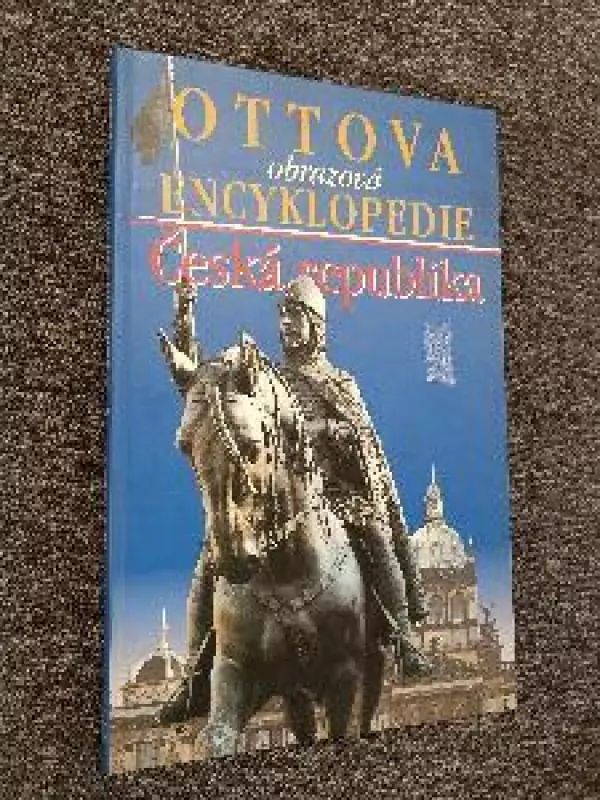 OTTOVA
obrazová
ENCYKLOPEDIE
Česká republika